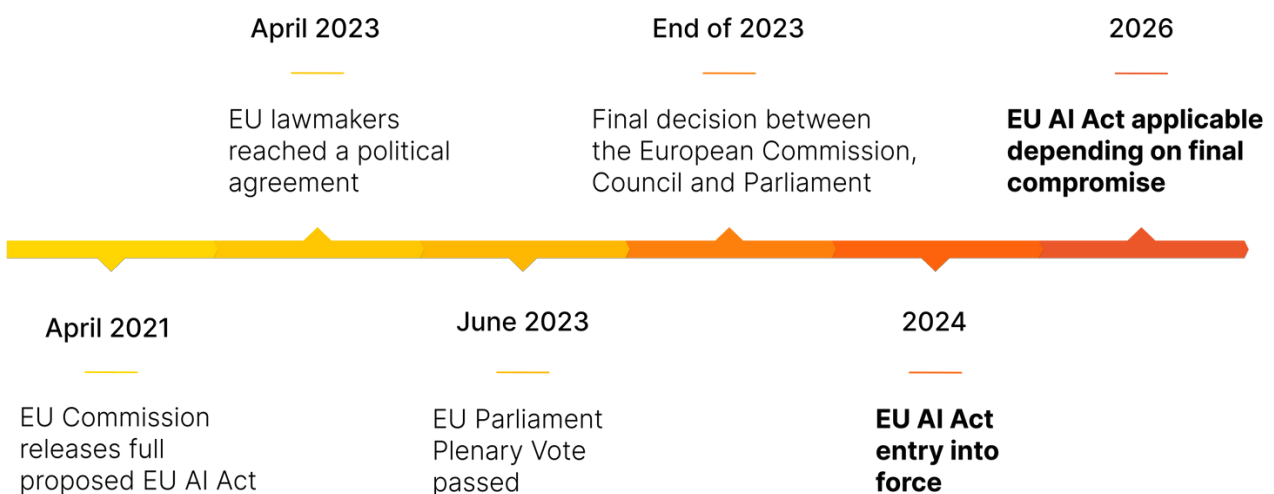 April 2023
EU lawmakers
reached a political
agreement
End of 2023
Final decision between
the European Commission,
Council and Parliament
2026
EU AI Act applicable
depending on final
compromise
April 2021
EU Commission
releases full
proposed EU AI Act
June 2023
EU Parliament
Plenary Vote
passed
2024
EU AI Act
entry into
force